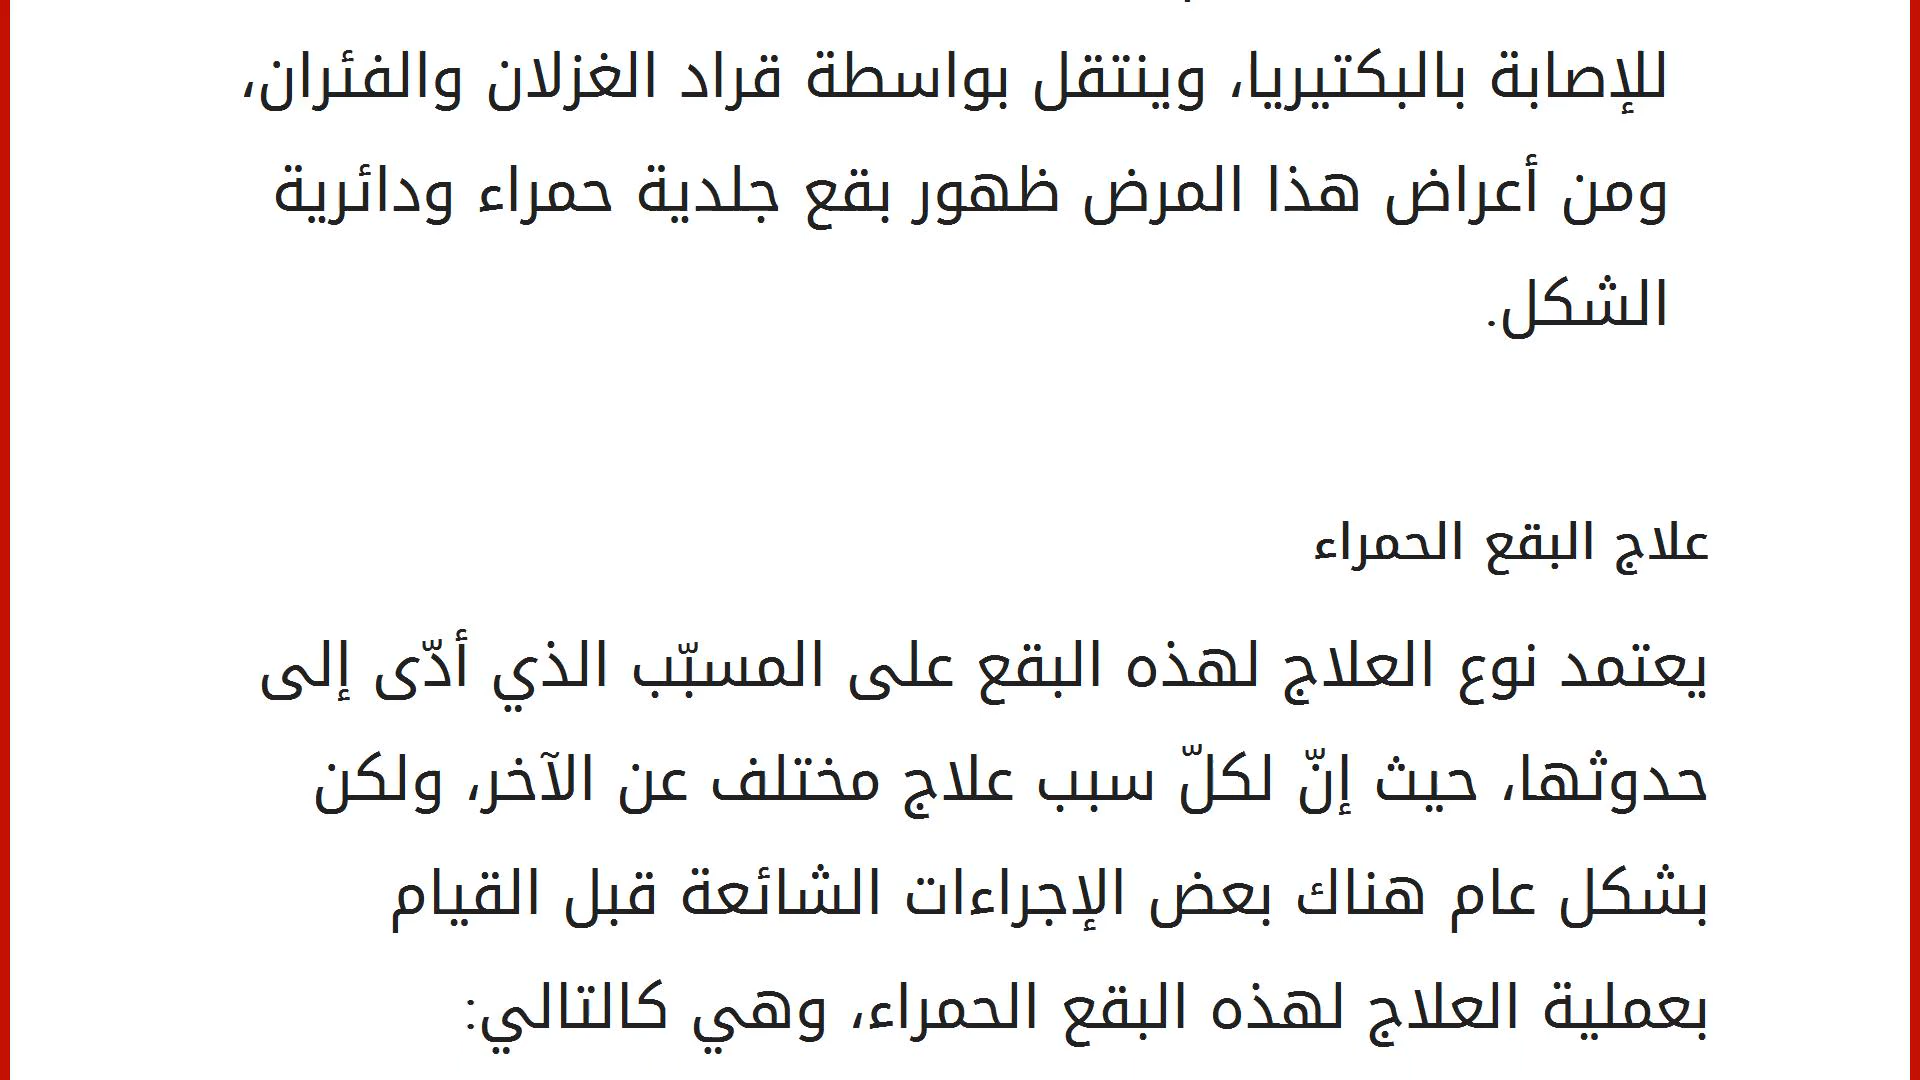 للإصابة بالبكتيريا، وينتقل بواسطة قراد الغزلان والفئران،
ومن أعراض هذا المرض ظهور بقع جلدية حمراء ودائرية
الشكل.
علاج البقع الحمراء
يعتمد نوع العلاج لهذه البقع على المسبّب الذي أدّى إلى
حدوثها، حيث إنّ لكلّ سبب علاج مختلف عن الآخر، ولكن
بشكل عام هناك بعض الإجراءات الشائعة قبل القيام
بعملية العلاج لهذه البقع الحمراء، وهي كالتالي: